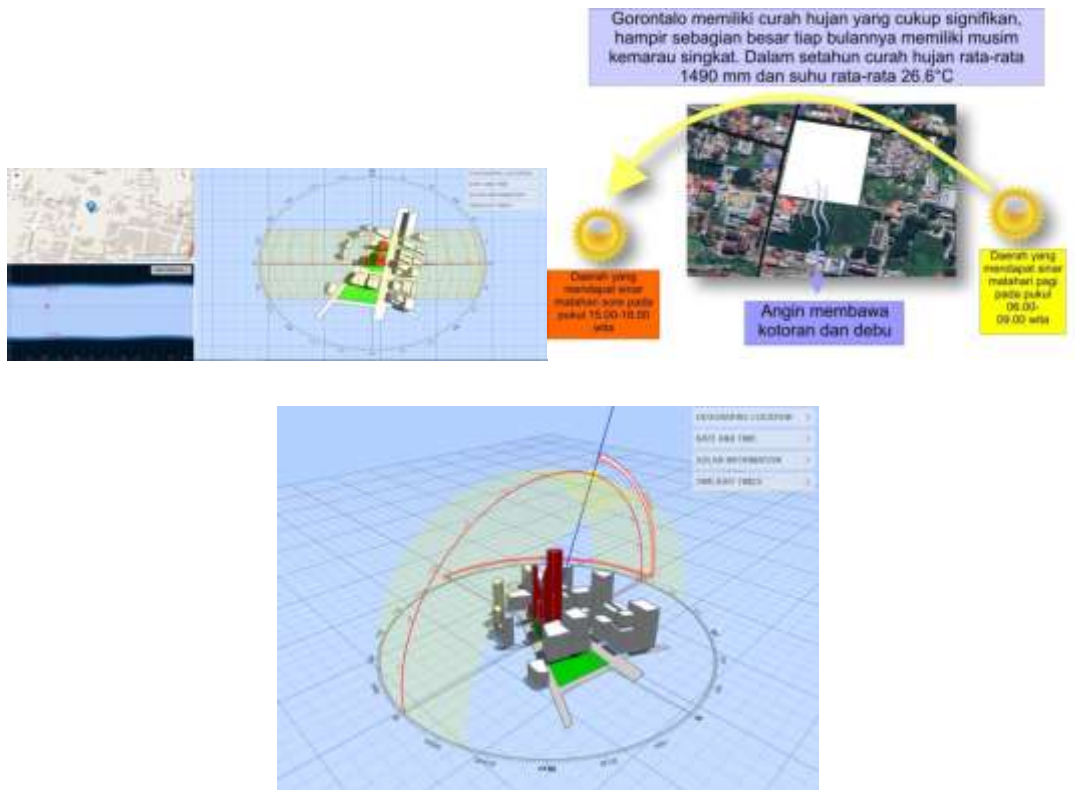 Gorontalo memiliki curah hujan yang cukup signifikan,
hampir sebagian besar tiap bulannya memiliki musim
kemarau singkat. Dalam setahun curah hujan rata-rata
1490 mm dan suhu rata-rata 26.6°C
Daerah yang
mendapat sinar
matahari sore pada
pukul 15.00-18.00
wita
Angin membawa
kotoran dan debu
Daerah yang
mendapat sinar
matahari pagi
pada pukul
06.00-
09.00 wita
GEOGRAPHIC LOCATION
DATE AND TIME
SOLAR INFORMATION